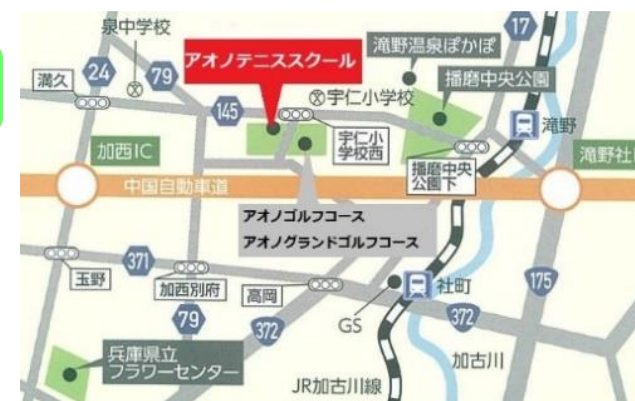 泉中学校
17
アオノテニススクール
滝野温泉ぽかぽ
24
79
満久
宇仁小学校
播磨中央公園
145
滝野
宇仁小
学校西
加西IC
播磨中央
公園下
滝野社I
中国自動車道
アオノゴルフコース
アオノグランドゴルフコース
371
玉野
加西別府
高岡
社町
175
79
372
GS
372
兵庫県立
フラワーセンター
加古川
JR加古川線